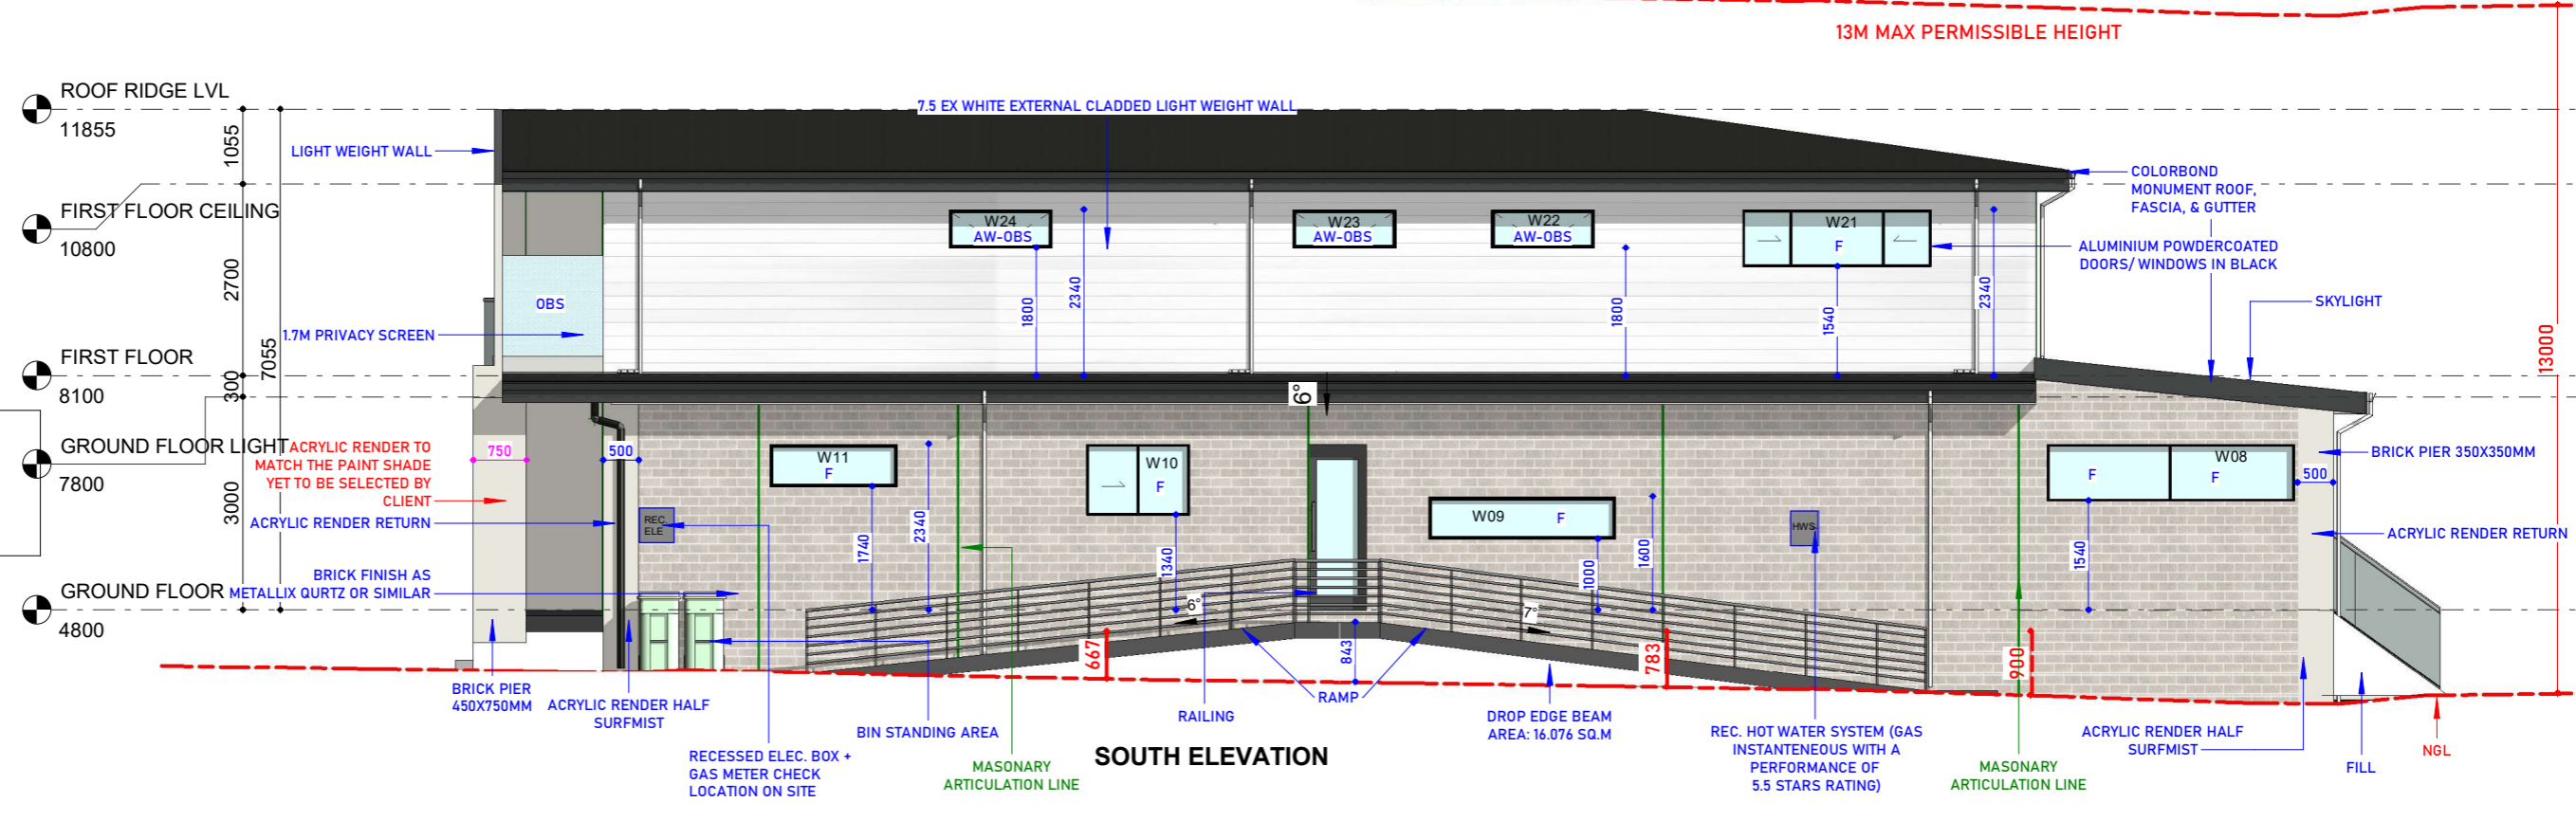 13M MAX PERMISSIBLE HEIGHT
13000
ROOF RIDGE LVL
11855
FIRST FLOOR CEILING
10800
FIRST FLOOR
8100
GROUND FLOOR LIGHT
7800
GROUND FLOOR
4800
1055
2700
300
3000
7055
7.5 EX WHITE EXTERNAL CLADDED LIGHT WEIGHT WALL
LIGHT WEIGHT WALL
COLORBOND
MONUMENT ROOF,
FASCIA, & GUTTER
ALUMINIUM POWDERCOATED
DOORS/ WINDOWS IN BLACK
SKYLIGHT
W24
AW-OBS
W23
AW-OBS
W22
AW-OBS
W21
F
OBS
1.7M PRIVACY SCREEN
1800
2340
1800
1540
2340
6°
ACRYLIC RENDER TO
MATCH THE PAINT SHADE
YET TO BE SELECTED BY
CLIENT
750
500
ACRYLIC RENDER RETURN
BRICK FINISH AS
METALLIX QURTZ OR SIMILAR
REC.
ELE
W11
F
W10
F
W09
F
HWS
F
W08
F
500
BRICK PIER 350X350MM
ACRYLIC RENDER RETURN
1740
2340
1340
1000
1600
1540
6°
7°
667
843
783
900
BRICK PIER
450X750MM
ACRYLIC RENDER HALF
SURFMIST
RECESSED ELEC. BOX +
GAS METER CHECK
LOCATION ON SITE
BIN STANDING AREA
MASONARY
ARTICULATION LINE
RAILING
RAMP
DROP EDGE BEAM
AREA: 16.076 SQ.M
REC. HOT WATER SYSTEM (GAS
INSTANTENEOUS WITH A
PERFORMANCE OF
5.5 STARS RATING)
MASONARY
ARTICULATION LINE
ACRYLIC RENDER HALF
SURFMIST
FILL
NGL
SOUTH ELEVATION